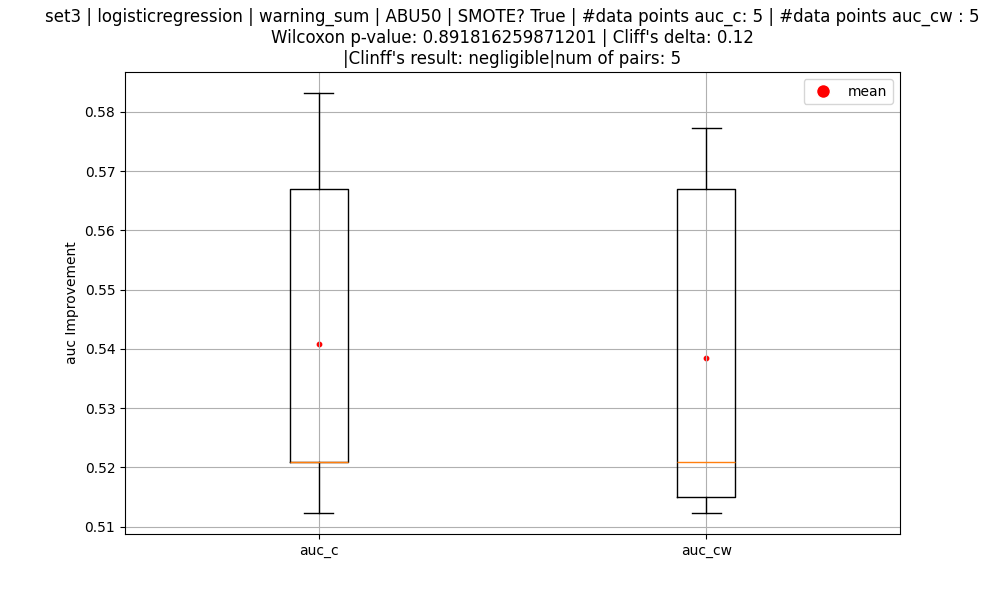 set3 | logisticregression | warning_sum | ABU50 | SMOTE? True | #data points auc_c: 5 | #data points auc_cw : 5
Wilcoxon p-value: 0.891816259871201 | Cliff's delta: 0.12
|Clinff's result: negligible|num of pairs: 5
mean
0.58
0.57
0.56
0.55
0.54
0.53
0.52
0.51
auc Improvement
auc_c
auc_cw